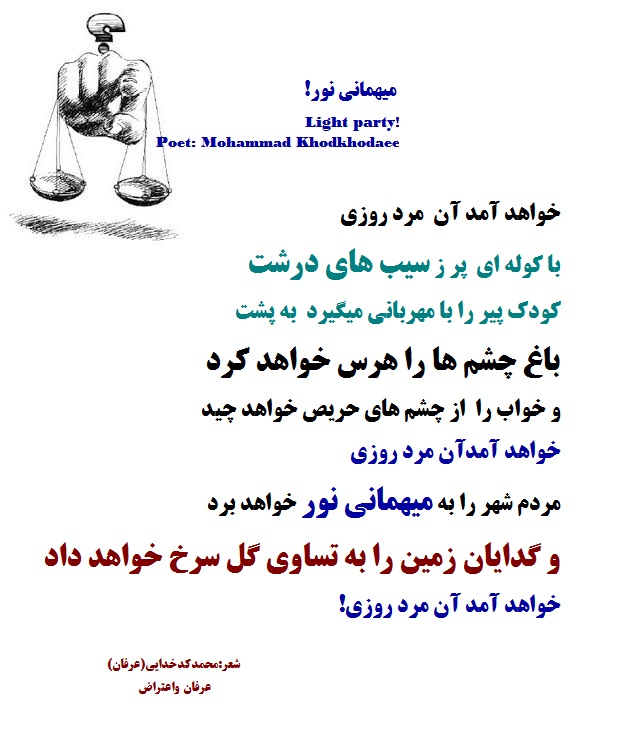 میهمانی نور!
Light party!
Poet: Mohammad Khodkhodaee
خواهد آمد آن مرد روزی
با کوله ای پر ز سیب های درشت
کودک پیر را با مهربانی میگیرد به پشت
باغ چشم ها را هرس خواهد کرد
و خواب را از چشم های حریص خواهد چید
خواهد آمدآن مرد روزی
مردم شهر را به میهمانی نور خواهد برد
و گدایان زمین را به تساوی گل سرخ خواهد داد
خواهد آمد آن مرد روزی!
شعر:محمدکدخدایی(عرفان)
عرفان واعتراض